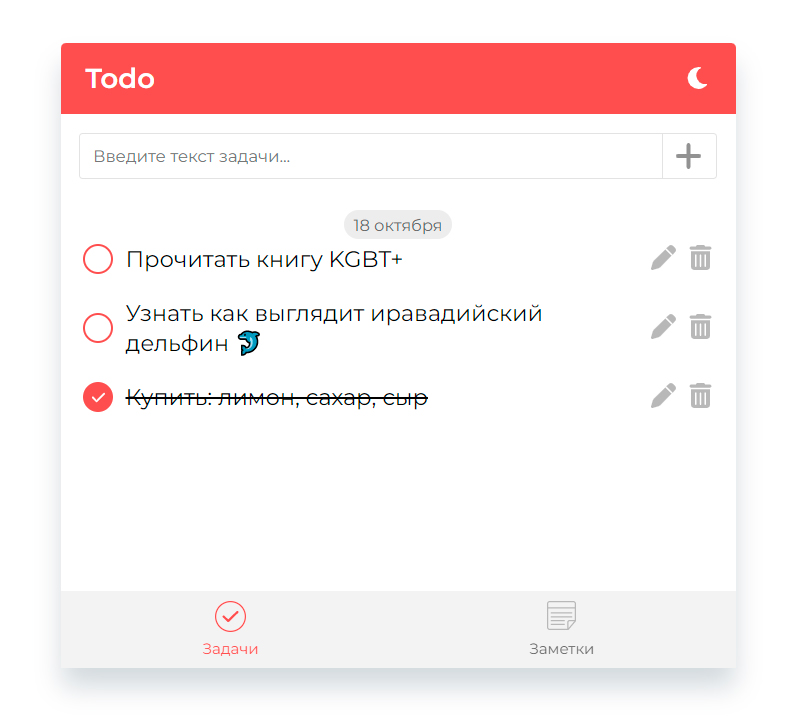 Todo
Введите текст задачи...
18 октября
Прочитать книгу KGBT+
Узнать как выглядит иравадийский
дельфин
Купить: лимон, сахар, сыр
Задачи
Заметки